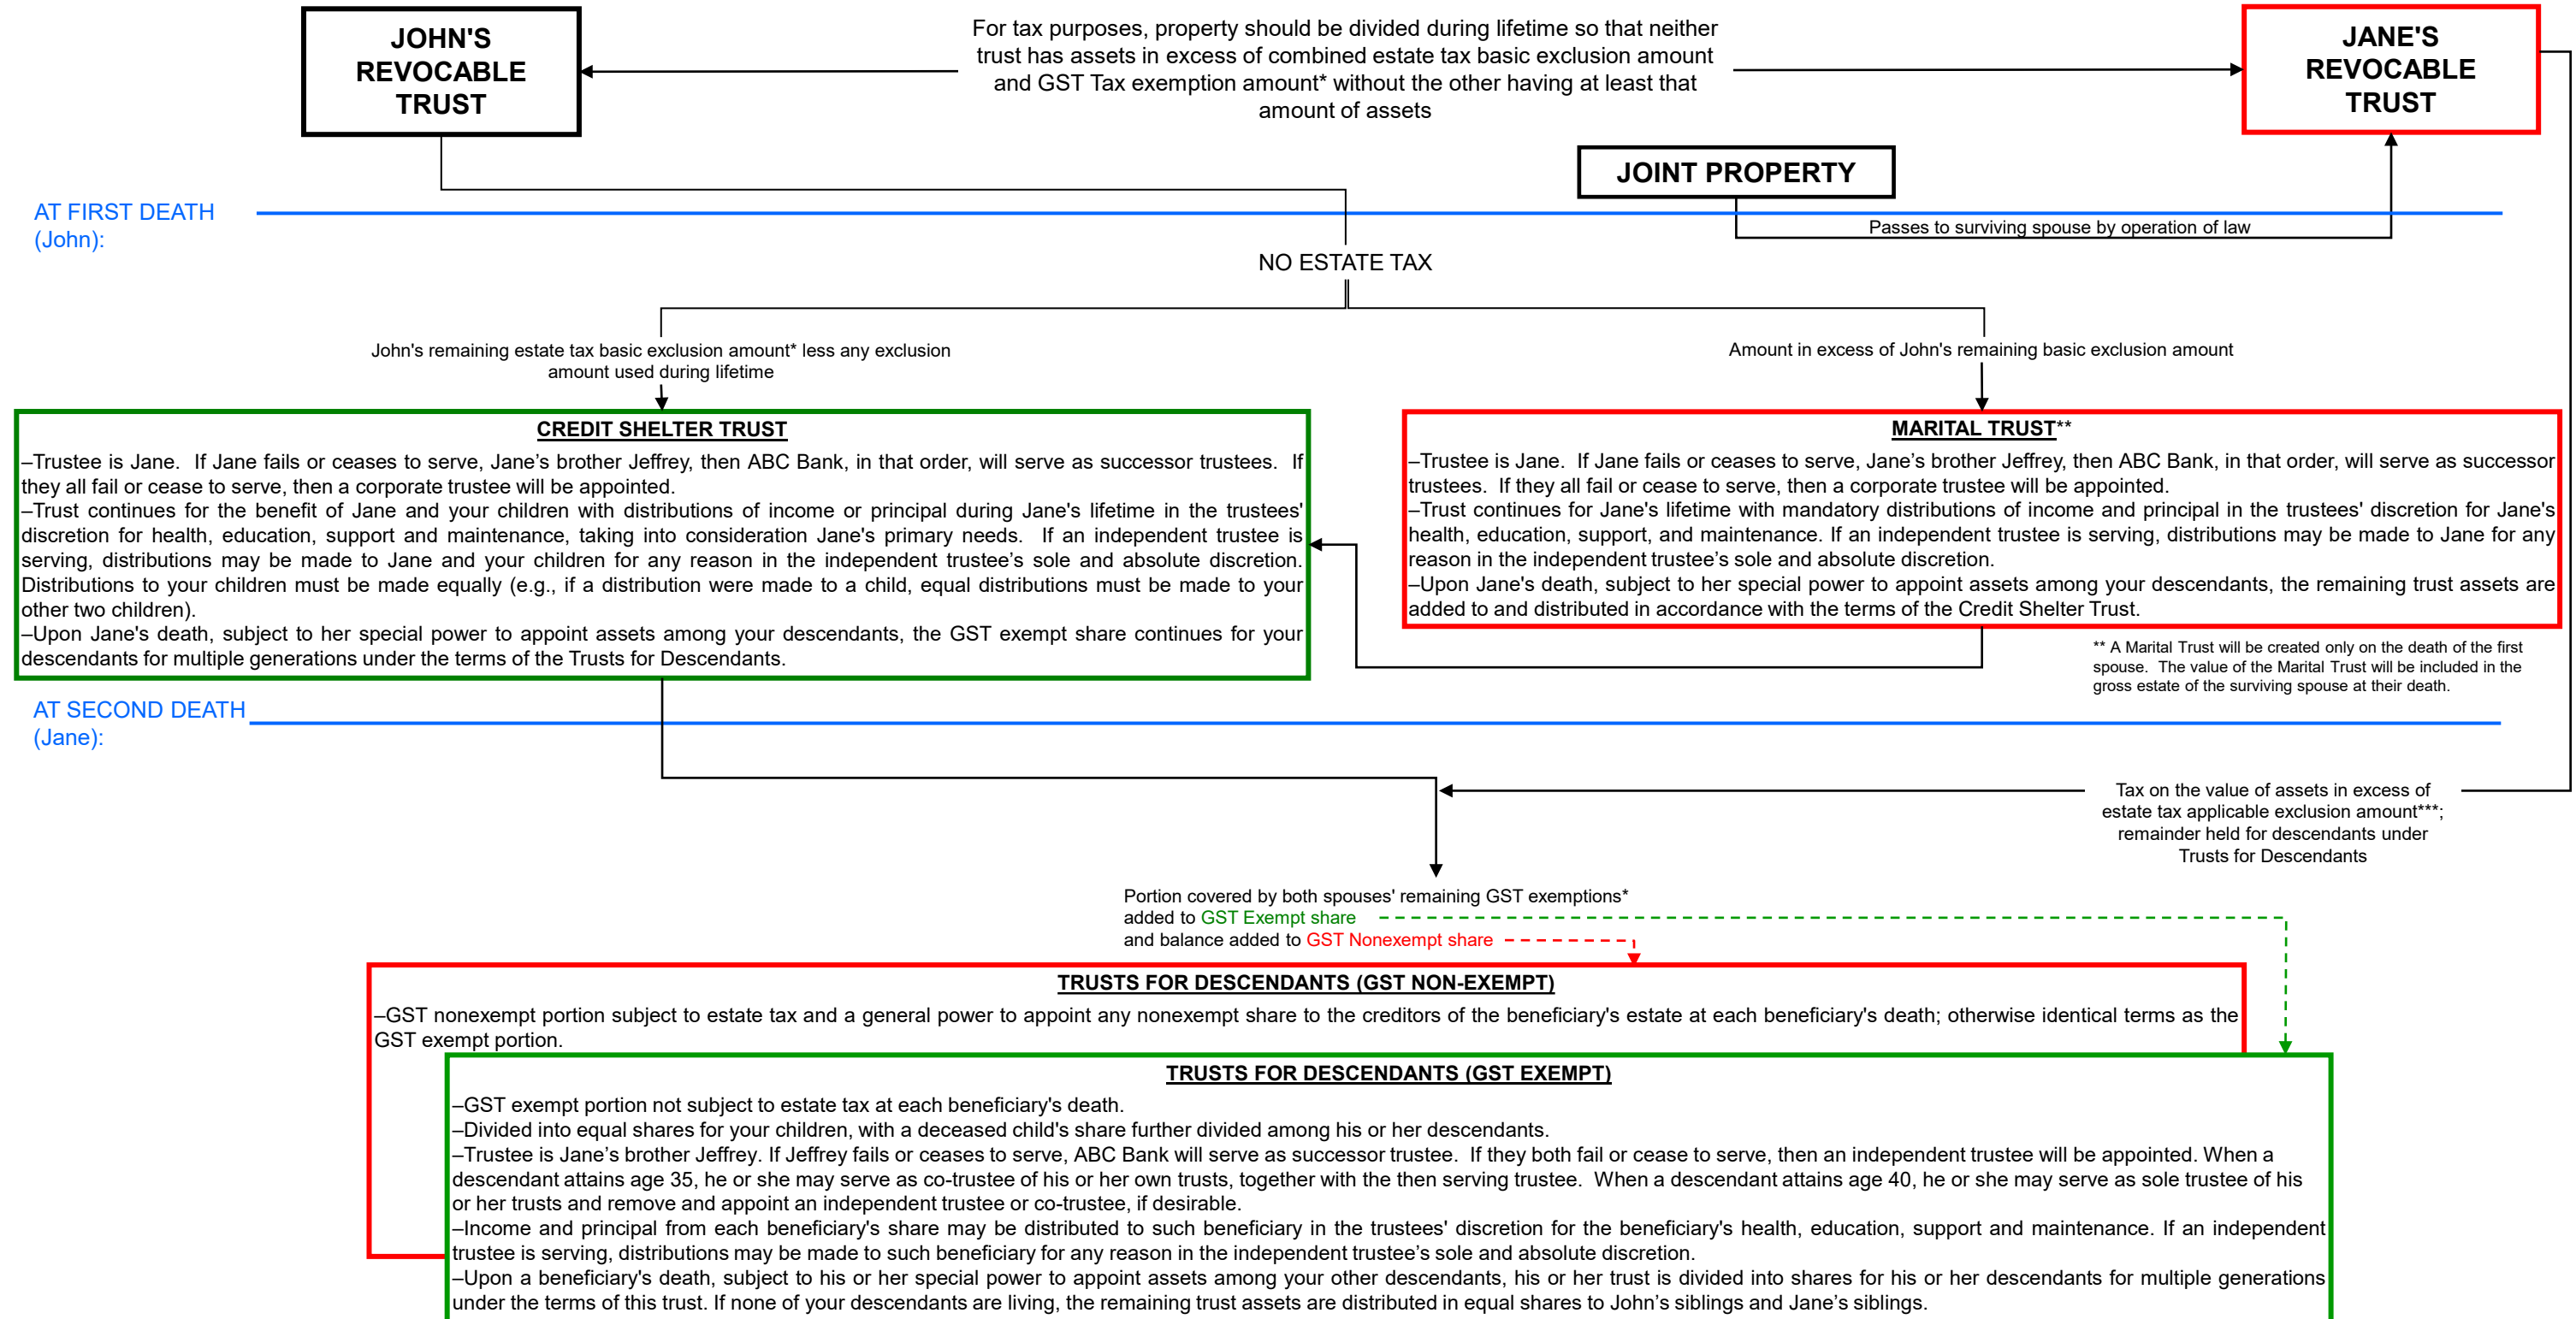 JOHN'S
REVOCABLE
TRUST
For tax purposes, property should be divided during lifetime so that neither
trust has assets in excess of combined estate tax basic exclusion amount
and GST Tax exemption amount* without the other having at least that
amount of assets
JANE'S
REVOCABLE
TRUST
JOINT PROPERTY
AT FIRST DEATH
(John):
Passes to surviving spouse by operation of law
NO ESTATE TAX
John's remaining estate tax basic exclusion amount* less any exclusion
amount used during lifetime
Amount in excess of John's remaining basic exclusion amount
CREDIT SHELTER TRUST
–Trustee is Jane. If Jane fails or ceases to serve, Jane’s brother Jeffrey, then ABC Bank, in that order, will serve as successor trustees. If
they all fail or cease to serve, then a corporate trustee will be appointed.
–Trust continues for the benefit of Jane and your children with distributions of income or principal during Jane's lifetime in the trustees'
discretion for health, education, support and maintenance, taking into consideration Jane's primary needs. If an independent trustee is
serving, distributions may be made to Jane and your children for any reason in the independent trustee’s sole and absolute discretion.
Distributions to your children must be made equally (e.g., if a distribution were made to a child, equal distributions must be made to your
other two children).
–Upon Jane's death, subject to her special power to appoint assets among your descendants, the GST exempt share continues for your
descendants for multiple generations under the terms of the Trusts for Descendants.
MARITAL TRUST**
–Trustee is Jane. If Jane fails or ceases to serve, Jane’s brother Jeffrey, then ABC Bank, in that order, will serve as successor
trustees. If they all fail or cease to serve, then a corporate trustee will be appointed.
–Trust continues for Jane's lifetime with mandatory distributions of income and principal in the trustees' discretion for Jane's
health, education, support, and maintenance. If an independent trustee is serving, distributions may be made to Jane for any
reason in the independent trustee’s sole and absolute discretion.
–Upon Jane's death, subject to her special power to appoint assets among your descendants, the remaining trust assets are
added to and distributed in accordance with the terms of the Credit Shelter Trust.
** A Marital Trust will be created only on the death of the first
spouse. The value of the Marital Trust will be included in the
gross estate of the surviving spouse at their death.
AT SECOND DEATH
(Jane):
Tax on the value of assets in excess of
estate tax applicable exclusion amount***;
remainder held for descendants under
Trusts for Descendants
Portion covered by both spouses' remaining GST exemptions*
added to GST Exempt share
and balance added to GST Nonexempt share
TRUSTS FOR DESCENDANTS (GST NON-EXEMPT)
–GST nonexempt portion subject to estate tax and a general power to appoint any nonexempt share to the creditors of the beneficiary's estate at each beneficiary's death; otherwise identical terms as the
GST exempt portion.
TRUSTS FOR DESCENDANTS (GST EXEMPT)
–GST exempt portion not subject to estate tax at each beneficiary's death.
–Divided into equal shares for your children, with a deceased child's share further divided among his or her descendants.
–Trustee is Jane’s brother Jeffrey. If Jeffrey fails or ceases to serve, ABC Bank will serve as successor trustee. If they both fail or cease to serve, then an independent trustee will be appointed. When a
descendant attains age 35, he or she may serve as co-trustee of his or her own trusts, together with the then serving trustee. When a descendant attains age 40, he or she may serve as sole trustee of his
or her trusts and remove and appoint an independent trustee or co-trustee, if desirable.
–Income and principal from each beneficiary's share may be distributed to such beneficiary in the trustees' discretion for the beneficiary's health, education, support and maintenance. If an independent
trustee is serving, distributions may be made to such beneficiary for any reason in the independent trustee’s sole and absolute discretion.
–Upon a beneficiary's death, subject to his or her special power to appoint assets among your other descendants, his or her trust is divided into shares for his or her descendants for multiple generations
under the terms of this trust. If none of your descendants are living, the remaining trust assets are distributed in equal shares to John’s siblings and Jane’s siblings.